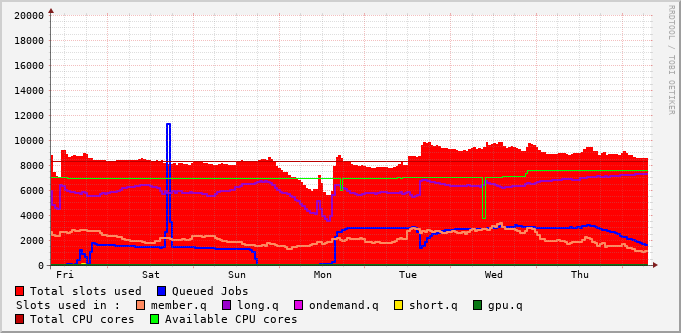 20000
18000
16000
14000
12000
10000
8000
6000
4000
2000
0
Fri Sat Sun Mon Tue Wed Thu
RRDTOOL / TOBI OETIKER
Total slots used Queued Jobs
Slots used in : member.q long.q ondemand.q short.q gpu.q
Total CPU cores Available CPU cores